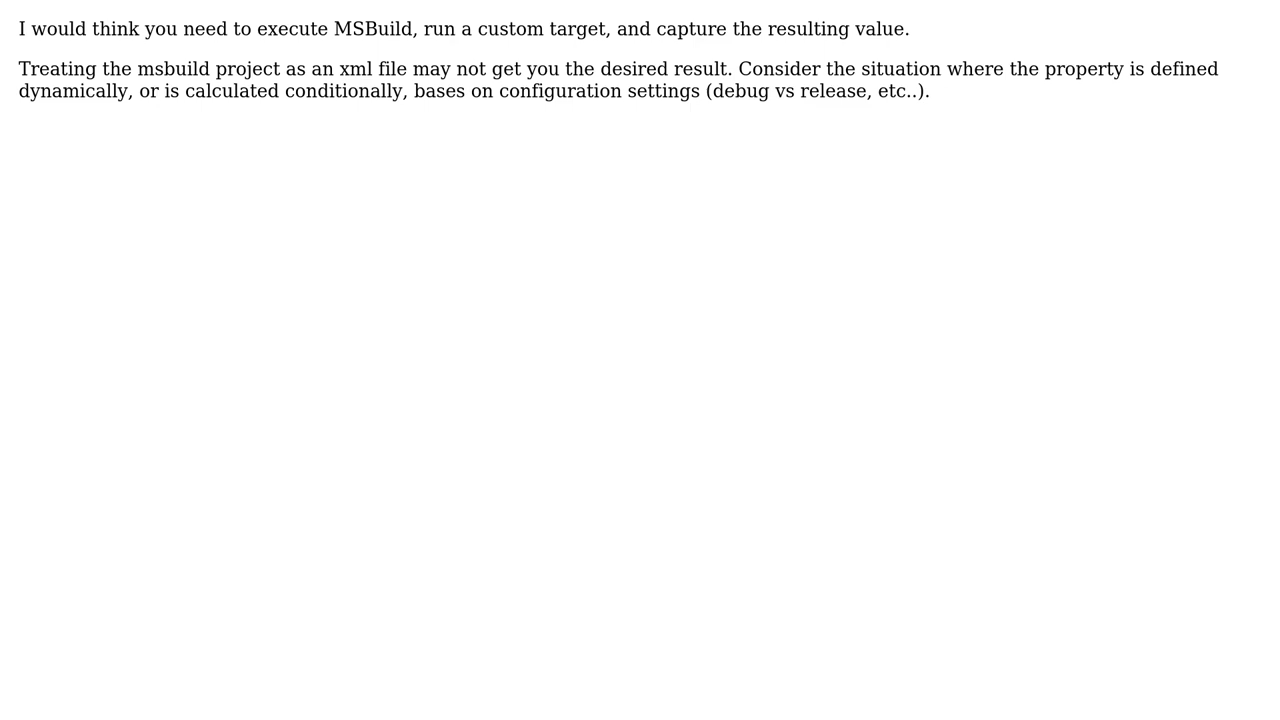 I would think you need to execute MSBuild, run a custom target, and capture the resulting value.
Treating the msbuild project as an xml file may not get you the desired result. Consider the situation where the property is defined
dynamically, or is calculated conditionally, bases on configuration settings (debug vs release, etc..).